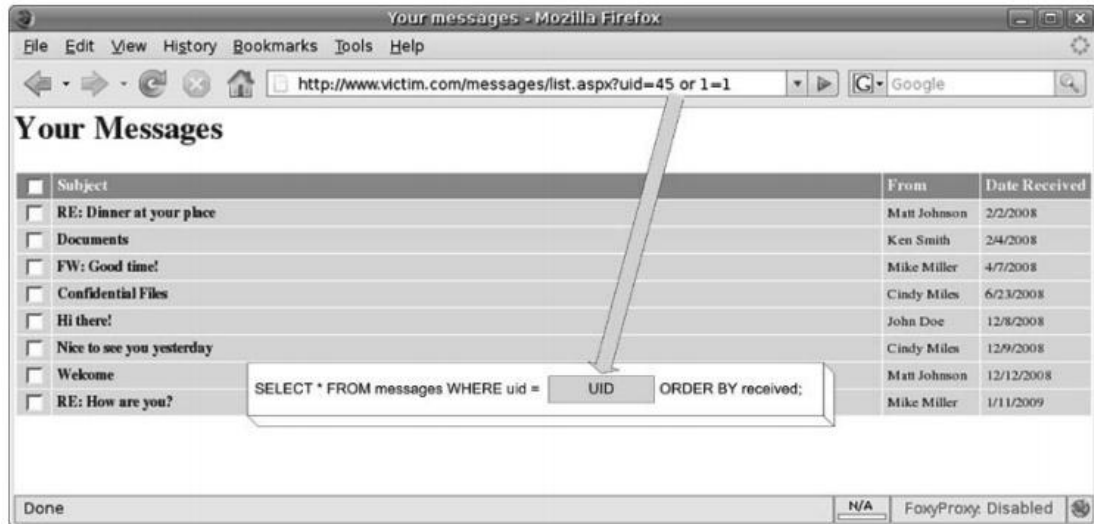 Your messages - Mozilla Firefox
File Edit View History Bookmarks Tools Help
http://www.victim.com/messages/list.aspx?uid=45 or 1=1
G Google
Your Messages
Subject From Date Received
RE: Dinner at your place Matt Johnson 2/2/2008
Documents Ken Smith 2/4/2008
FW: Good time! Mike Miller 4/7/2008
Confidential Files Cindy Miles 6/23/2008
Hi there! John Doe 12/8/2008
Nice to see you yesterday Cindy Miles 12/9/2008
Welcome Matt Johnson 12/12/2008
RE: How are you? Mike Miller 1/11/2009
SELECT * FROM messages WHERE uid = UID ORDER BY received;
Done N/A FoxyProxy: Disabled